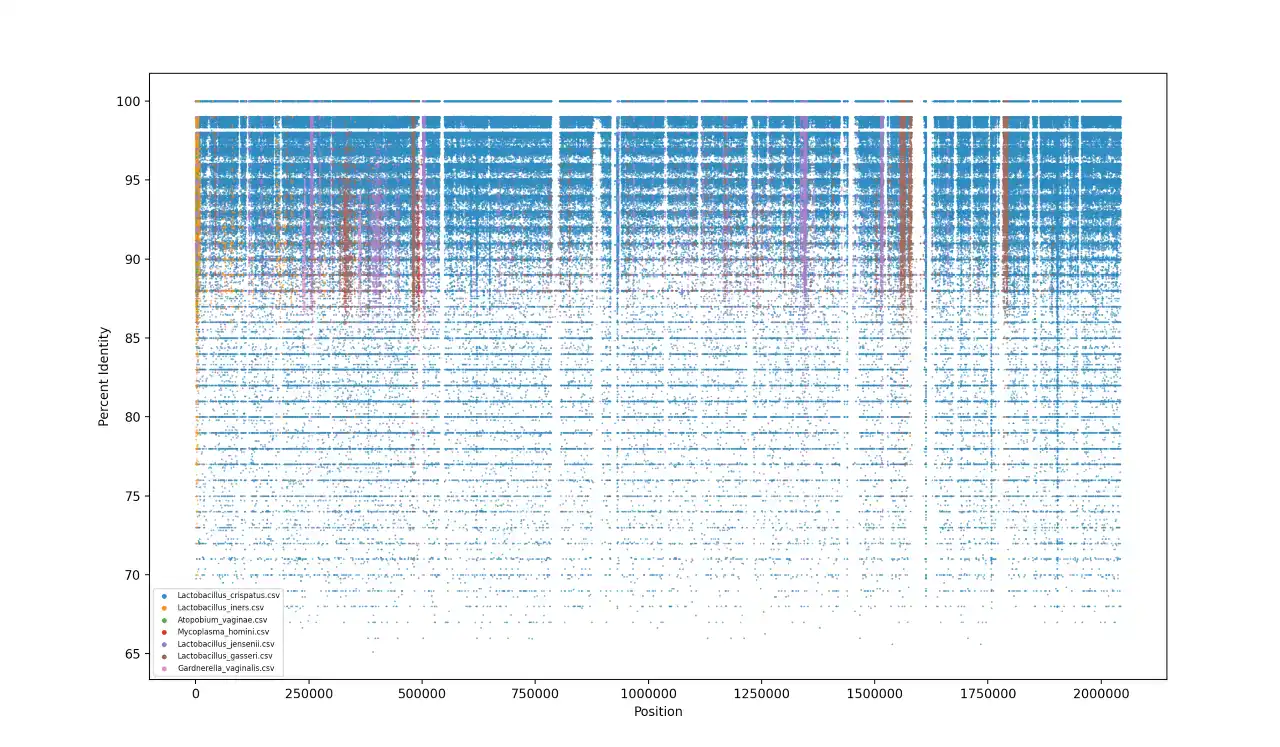 100
95
90
85
80
75
70
65
Percent Identity
Lactobacillus_crispatus.csv
Lactobacillus_iners.csv
Atopobium_vaginae.csv
Mycoplasma_homini.csv
Lactobacillus_jensenii.csv
Lactobacillus_gasseri.csv
Gardnerella_vaginalis.csv
0 250000 500000 750000 1000000 1250000 1500000 1750000 2000000
Position